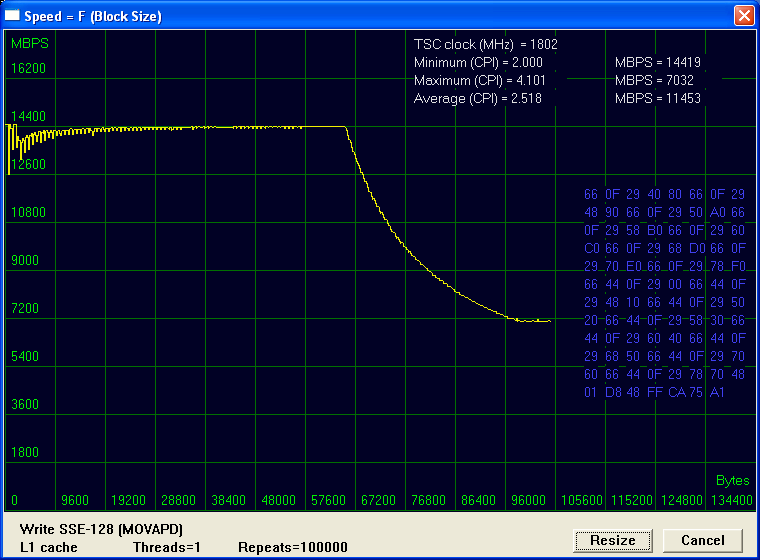 Speed = F (Block Size)
MBPS
TSC clock (MHz) = 1802
Minimum (CPI) = 2.000 MBPS = 14419
Maximum (CPI) = 4.101 MBPS = 7032
Average (CPI) = 2.518 MBPS = 11453
16200
14400
12600
10800
9000
7200
5400
3600
1800
66 0F 29 40 80 66 0F 29
48 90 66 0F 29 50 A0 66
0F 29 58 B0 66 0F 29 60
C0 66 0F 29 68 D0 66 0F
29 70 E0 66 0F 29 78 F0
66 44 0F 29 00 66 44 0F
29 48 10 66 44 0F 29 50
20 66 44 0F 29 58 30 66
44 0F 29 60 40 66 44 0F
29 68 50 66 44 0F 29 70
60 66 44 0F 29 78 70 48
01 D8 48 FF CA 75 A1
Bytes
0 9600 19200 28800 38400 48000 57600 67200 76800 86400 96000 105600 115200 124800 134400
Write SSE-128 (MOVAPD)
L1 cache Threads=1 Repeats=100000
Resize Cancel